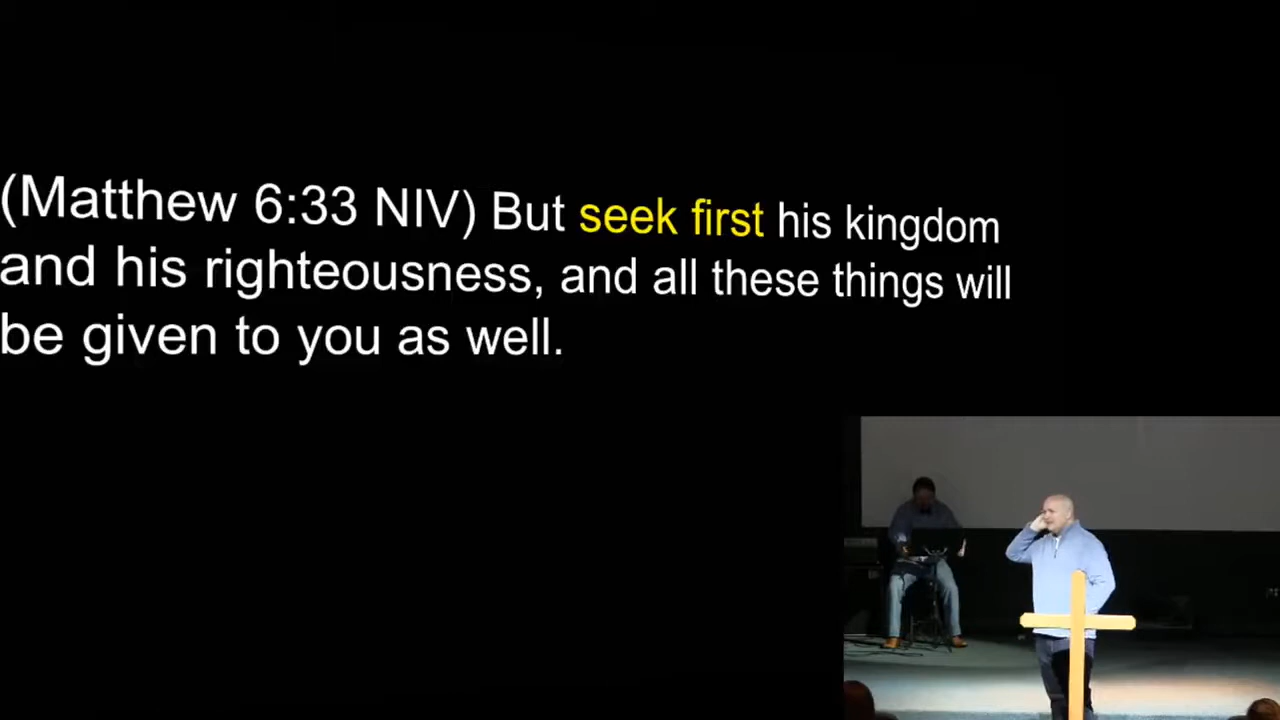 (Matthew 6:33 NIV) But seek first his kingdom
and his righteousness, and all these things will
be given to you as well.